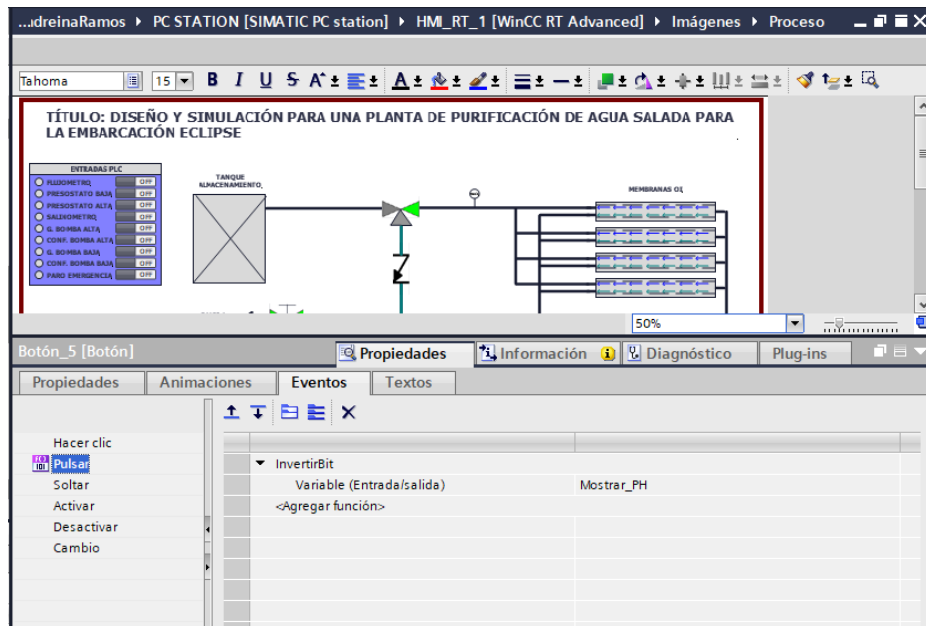 ...idreinaRamos ▸ PC STATION [SIMATIC PC station] ▸ HMI_RT_1 [WinCC RT Advanced] ▸ Imágenes ▸ Proceso
Tahoma 15 B I U S A
TÍTULO: DISEÑO Y SIMULACIÓN PARA UNA PLANTA DE PURIFICACIÓN DE AGUA SALADA PARA
LA EMBARCACIÓN ECLIPSE
ENTRADAS PLC
FLUJOMETRO OFF
PRESOSTATO BAJA OFF
PRESOSTATO ALTA OFF
SALINOMETRO OFF
G. BOMBA ALTA OFF
CONF. BOMBA ALTA OFF
G. BOMBA BAJA OFF
CONF. BOMBA BAJA OFF
PARO EMERGENCIA OFF
TANQUE
ALMACENAMIENTO
MEMBRANAS OI
50%
Botón_5 [Botón]
Propiedades
Información
Diagnóstico
Plug-ins
Propiedades
Animaciones
Eventos
Textos
Hacer clic
Pulsar
Soltar
Activar
Desactivar
Cambio
InvertirBit
Variable (Entrada/salida) Mostrar_PH
<Agregar función>